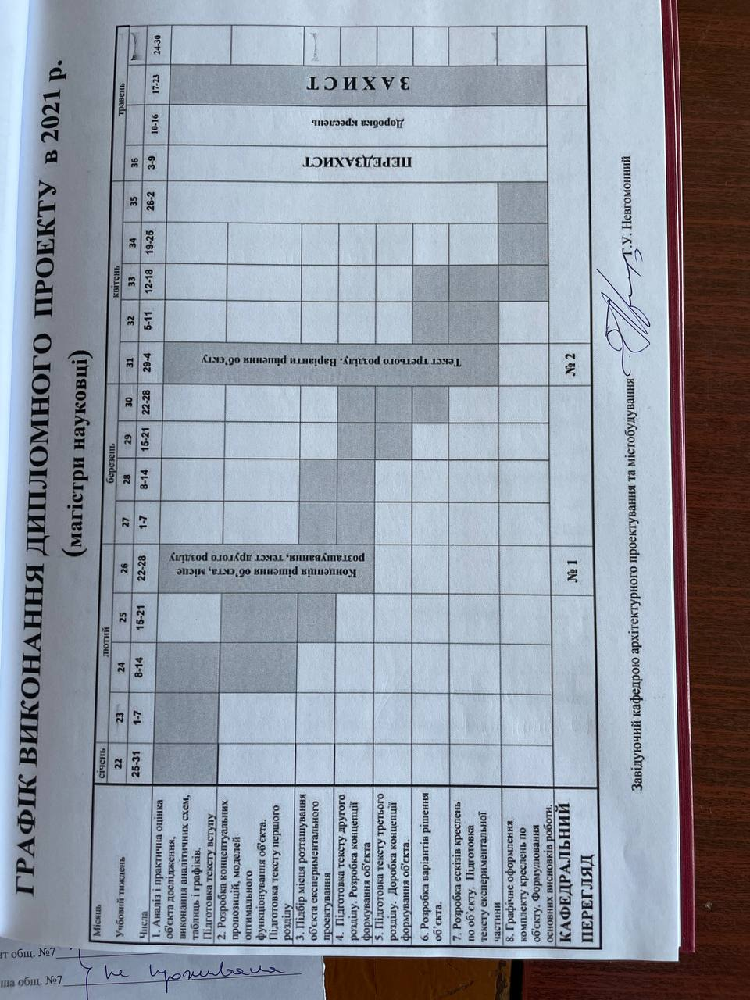 ГРАФІК ВИКОНАННЯ ДИПЛОМНОГО ПРОЕКТУ в 2021 р.
(магістри науковці)
Місяць січень лютий березень квітень травень
Учбовий тиждень 22 23 24 25 26 27 28 29 30 31 32 33 34 35 36
Числа 25-31 1-7 8-14 15-21 22-28 1-7 8-14 15-21 22-28 29-4 5-11 12-18 19-25 26-2 3-9 10-16 17-23 24-30
1. Аналіз і практична оцінка
об'єкта дослідження,
виконання аналітичних схем,
таблиць і графіків.
Підготовка тексту вступу
2. Розробка концептуальних
пропозицій, моделей
оптимального
функціонування об'єкта.
Підготовка тексту першого
розділу
3. Підбір місця розташування
об'єкта експериментального
проектування
4. Підготовка тексту другого
розділу. Розробка концепції
формування об'єкта
5. Підготовка тексту третього
розділу. Доробка концепції
формування об'єкта.
6. Розробка варіантів рішення
об'єкта.
7. Розробка ескізів креслень
по об'єкту. Підготовка
тексту експериментальної
частини
8. Графічне оформлення
комплекту креслень по
об'єкту. Формулювання
основних висновків роботи.
Концепція рішення об'єкта, місце
розташування, текст другого розділу
Текст третього розділу. Варіанти рішення об'єкту
ПЕРЕДЗАХИСТ
Доробка креслень
ЗАХИСТ
КАФЕДРАЛЬНИЙ
ПЕРЕГЛЯД
№ 1 № 2
Завідуючий кафедрою архітектурного проектування та містобудування Г.У. Невгомонний
общ. №7
общ. №7 не проживала